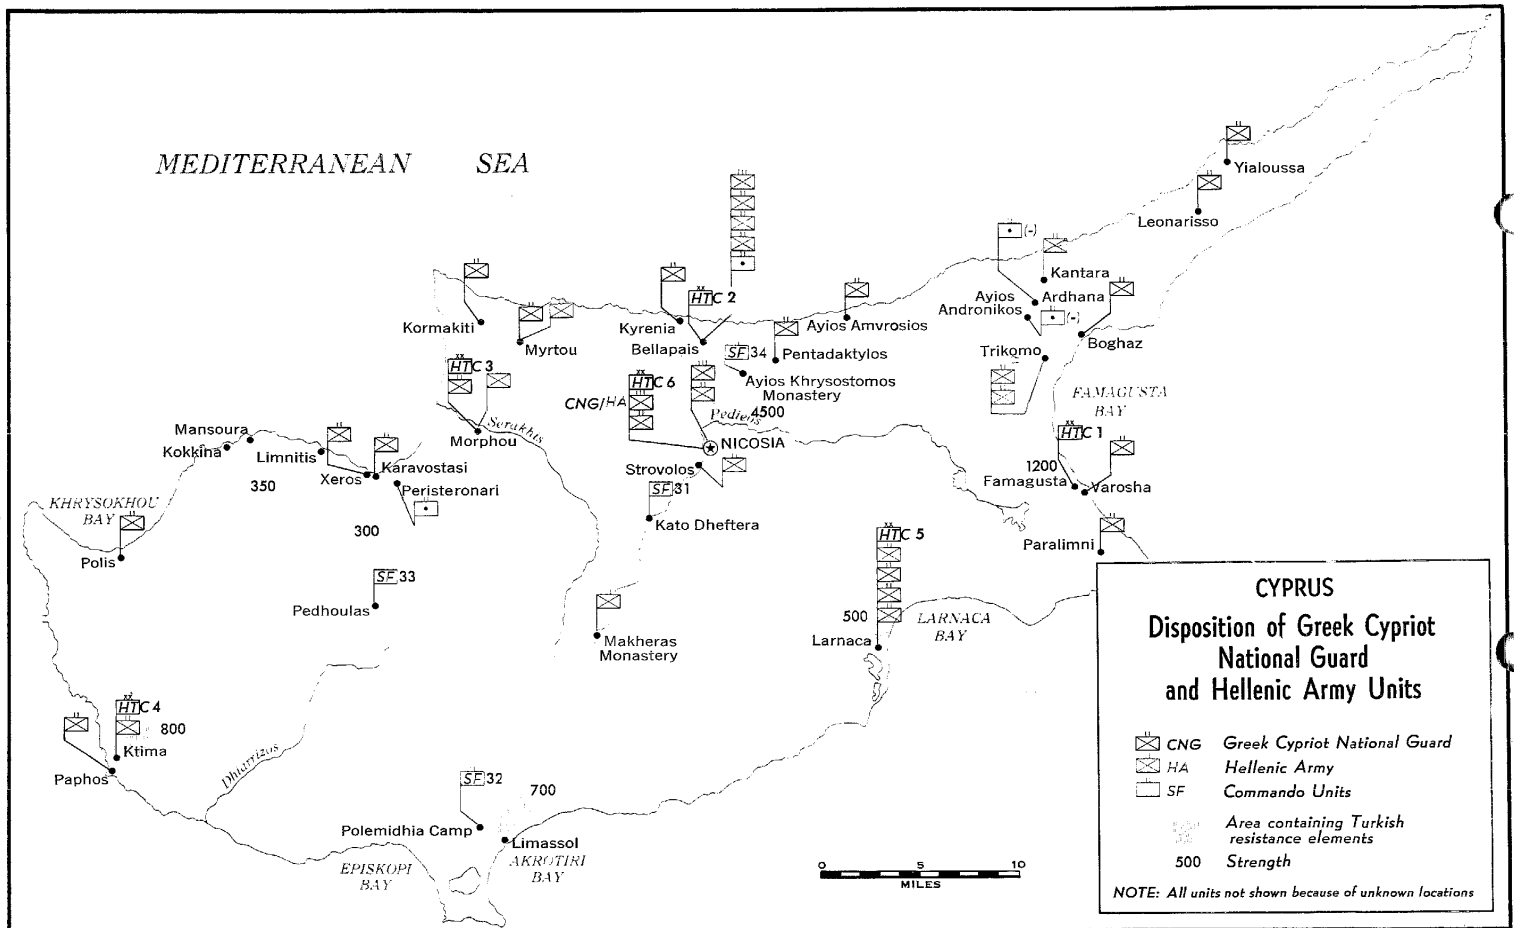 MEDITERRANEAN SEA
Yialoussa
Leonarisso
(-)
Kantara
Ayios
Andronikos
Ardhana
(-)
Boghaz
Trikomo
Kormakiti
Myrtou
Kyrenia
HTC 2
Bellapais
Ayios Amvrosios
SF 34
Pentadaktylos
Ayios Khrysostomos
Monastery
HTC 3
HTC 6
CNG/HA
4500
Pedieos
NICOSIA
FAMAGUSTA
BAY
HTC 1
1200
Famagusta
Varosha
Serakhis
Morphou
Mansoura
Kokkina
Limnitis
Xeros
Karavostasi
Peristeronari
350
300
Strovolos
SF 31
Kato Dheftera
KHRYSOKHOU
BAY
Polis
Paralimni
HTC 5
SF 33
Pedhoulas
500
Larnaca
LARNACA
BAY
Makheras
Monastery
HTC 4
800
Ktima
Paphos
Dhiarrizos
SF 32
700
Polemidhia Camp
Limassol
EPISKOPI
BAY
AKROTIRI
BAY
0 5 10
MILES
CYPRUS
Disposition of Greek Cypriot
National Guard
and Hellenic Army Units
CNG Greek Cypriot National Guard
HA Hellenic Army
SF Commando Units
Area containing Turkish
resistance elements
500 Strength
NOTE: All units not shown because of unknown locations